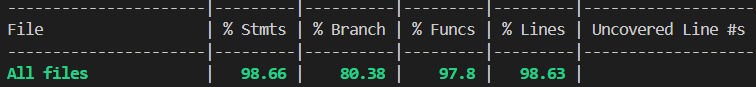 -----------------------|---------|----------|---------|---------|-------------------
File                   | % Stmts | % Branch | % Funcs | % Lines | Uncovered Line #s
-----------------------|---------|----------|---------|---------|-------------------
All files              |   98.66 |    80.38 |    97.8 |   98.63 |